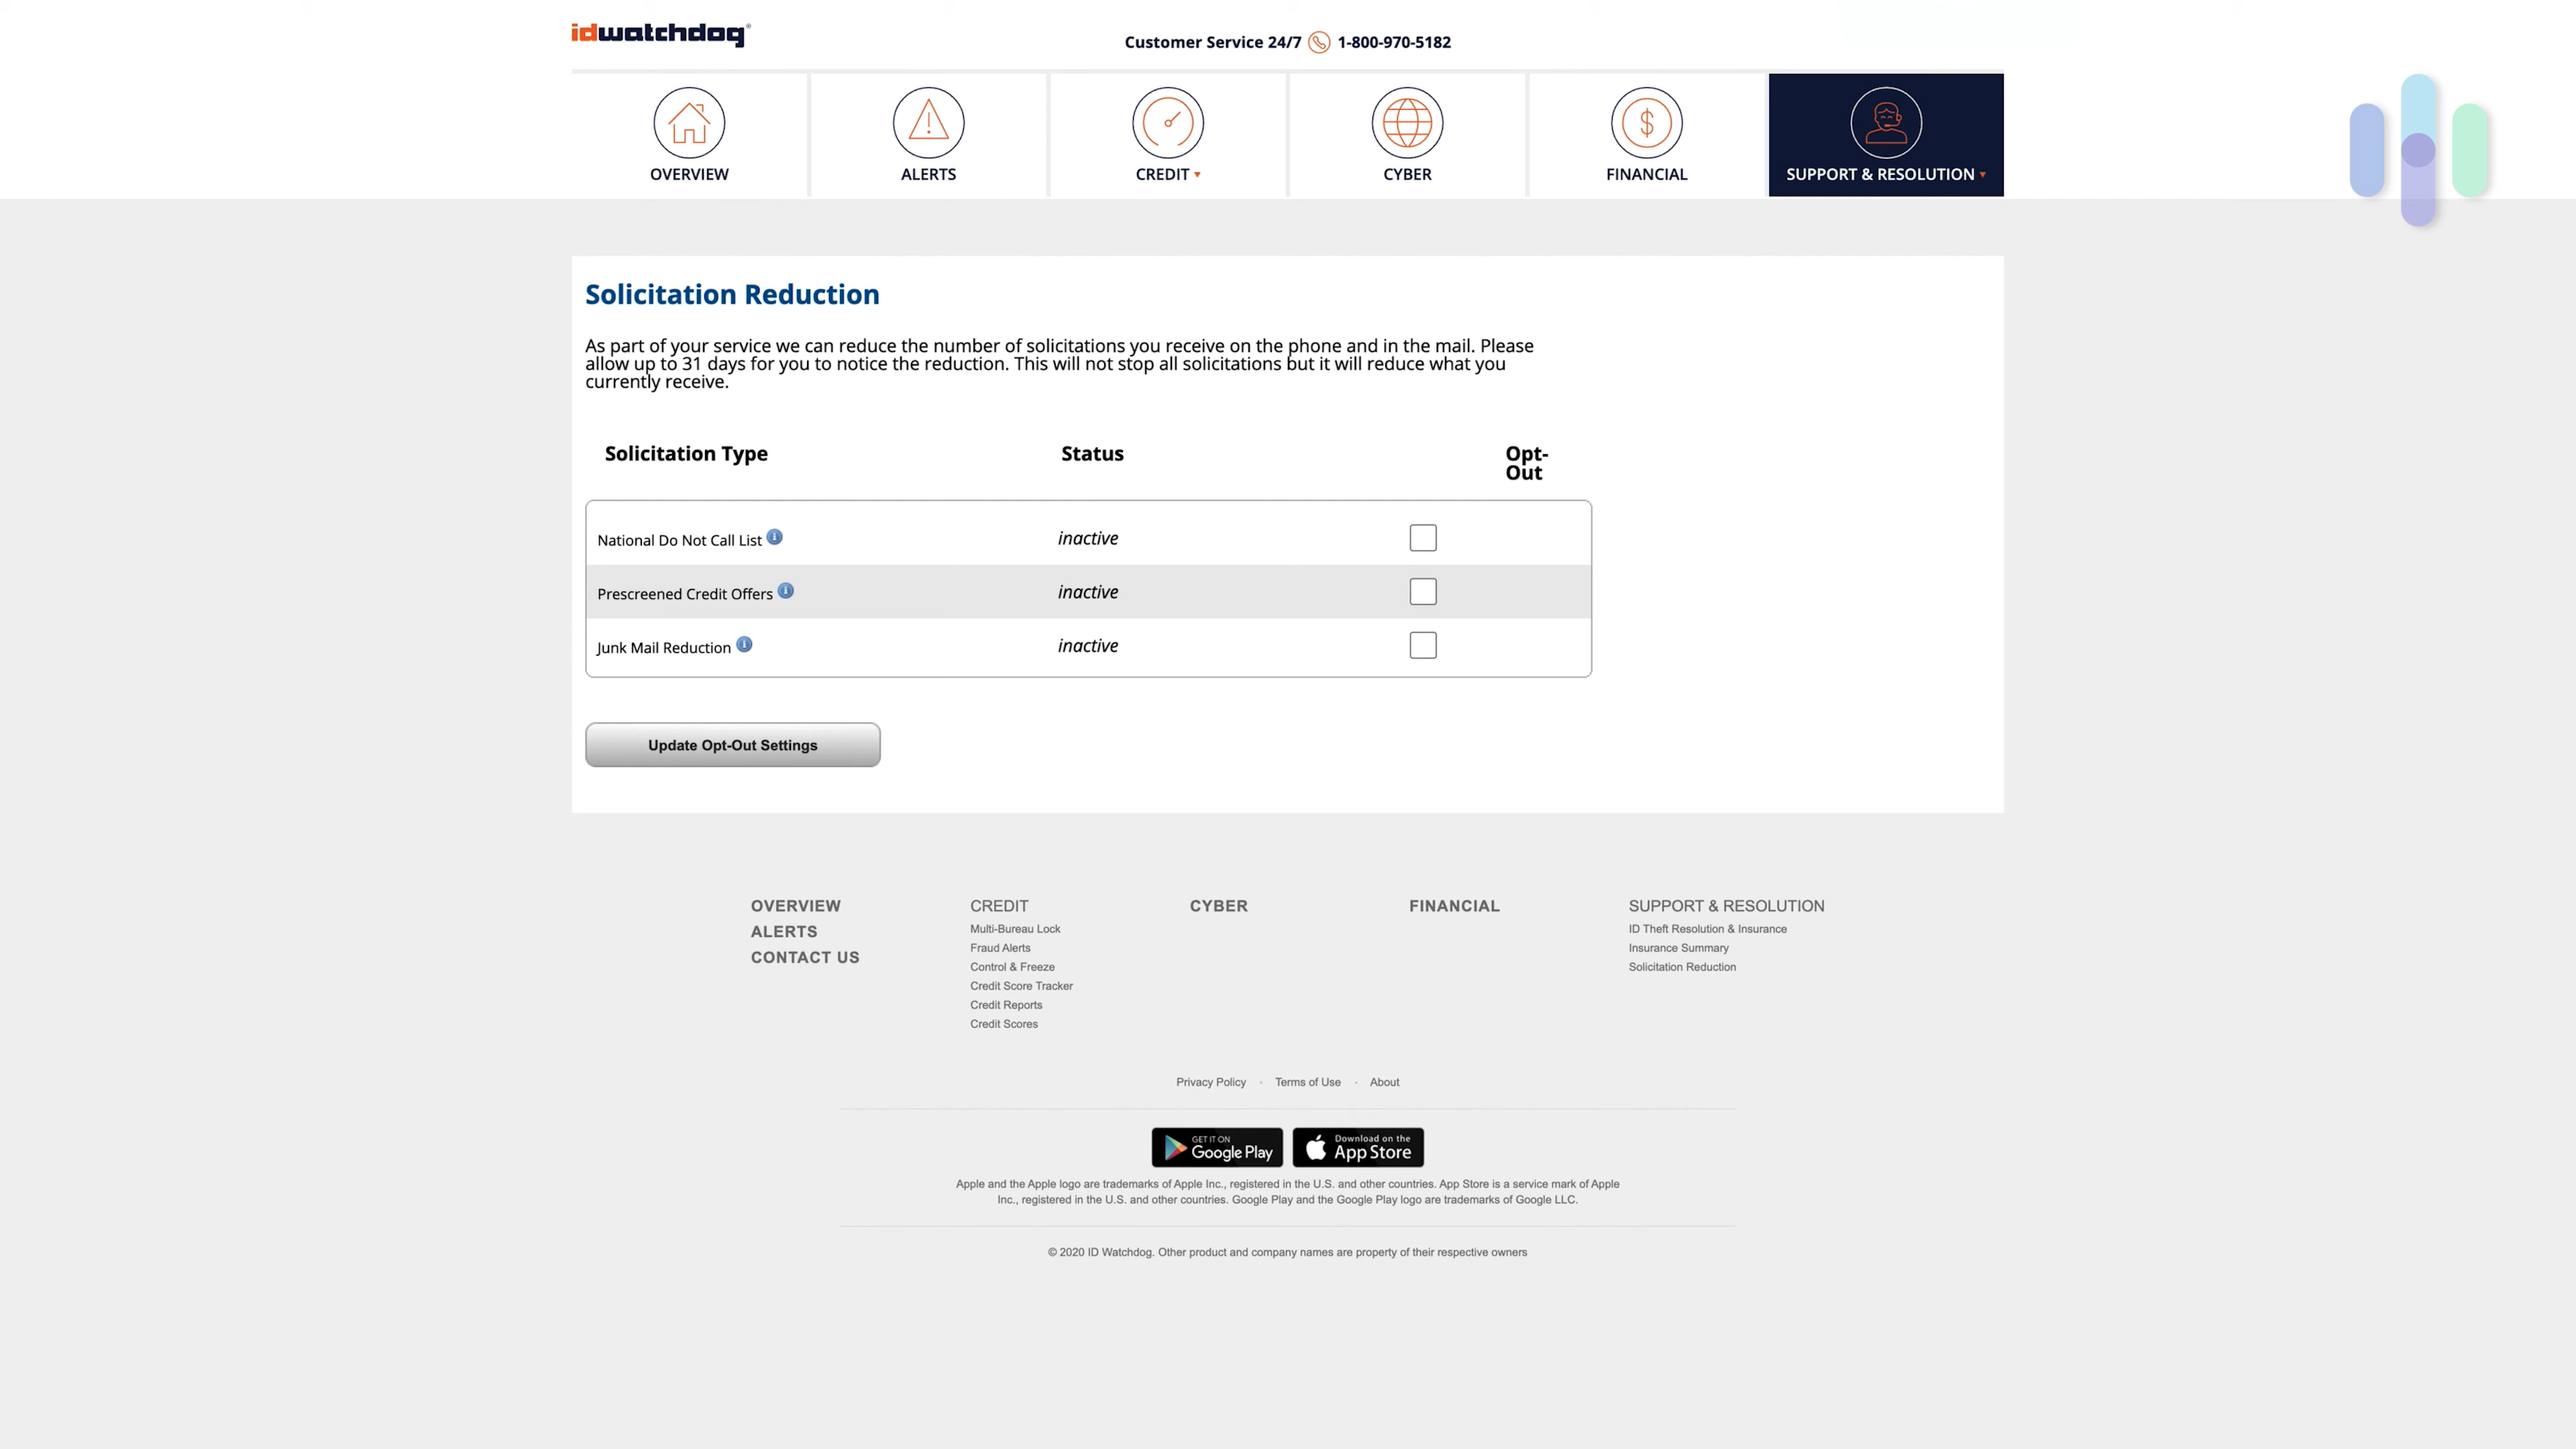 idwatchdog®
Customer Service 24/7 1-800-970-5182
OVERVIEW
ALERTS
CREDIT
CYBER
FINANCIAL
SUPPORT & RESOLUTION
Solicitation Reduction
As part of your service we can reduce the number of solicitations you receive on the phone and in the mail. Please
allow up to 31 days for you to notice the reduction. This will not stop all solicitations but it will reduce what you
currently receive.
Solicitation Type
Status
Opt-
Out
National Do Not Call List
inactive
Prescreened Credit Offers
inactive
Junk Mail Reduction
inactive
Update Opt-Out Settings
OVERVIEW
ALERTS
CONTACT US
CREDIT
Multi-Bureau Lock
Fraud Alerts
Control & Freeze
Credit Score Tracker
Credit Reports
Credit Scores
CYBER
FINANCIAL
SUPPORT & RESOLUTION
ID Theft Resolution & Insurance
Insurance Summary
Solicitation Reduction
Privacy Policy · Terms of Use · About
GET IT ON
Google Play
Download on the
App Store
Apple and the Apple logo are trademarks of Apple Inc., registered in the U.S. and other countries. App Store is a service mark of Apple
Inc., registered in the U.S. and other countries. Google Play and the Google Play logo are trademarks of Google LLC.
© 2020 ID Watchdog. Other product and company names are property of their respective owners